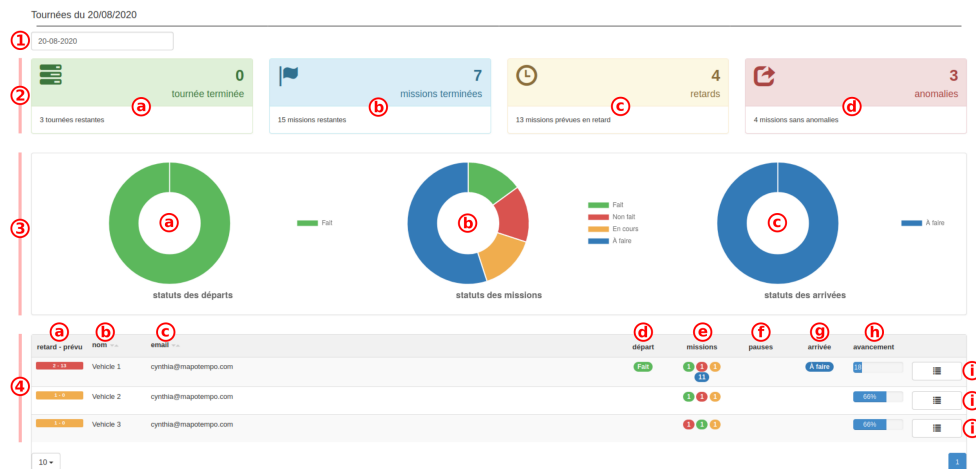 Tournées du 20/08/2020
1 20-08-2020
2
0
tournée terminée
a
3 tournées restantes
7
missions terminées
b
15 missions restantes
4
retards
c
13 missions prévues en retard
3
anomalies
d
4 missions sans anomalies
3
a
Fait
statuts des départs
b
Fait
Non fait
En cours
À faire
statuts des missions
c
À faire
statuts des arrivées
4
a b c d e f g h
retard - prévu nom email départ missions pauses arrivée avancement
2 - 13 Vehicle 1 cynthia@mapotempo.com Fait 1 1 1 À faire 18 i
11
Vehicle 2 cynthia@mapotempo.com 1 1 1 66% i
Vehicle 3 cynthia@mapotempo.com 1 1 1 66% i
10 1